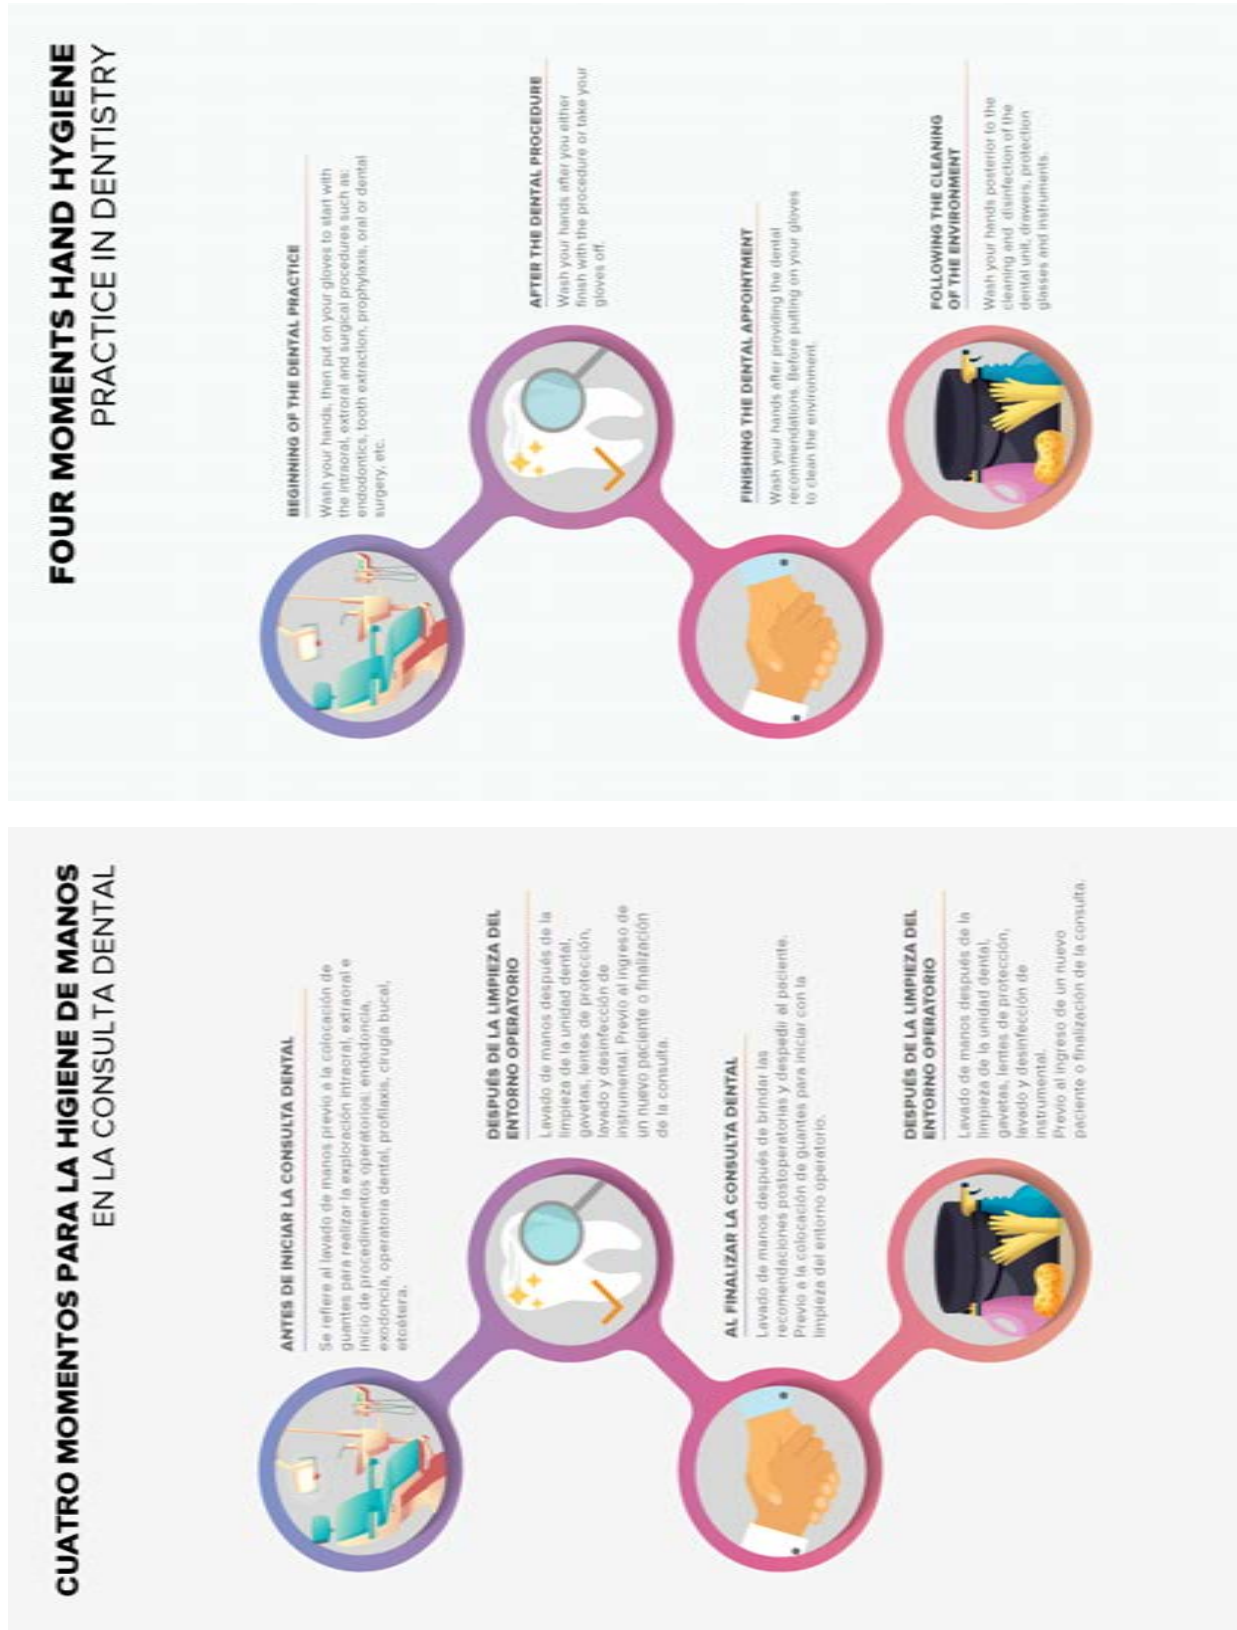 FOUR MOMENTS HAND HYGIENE
PRACTICE IN DENTISTRY
BEGINNING OF THE DENTAL PRACTICE
Wash your hands, then put on your gloves to start with
the intraoral, extroral and surgical procedures such as:
endodontics, tooth extraction, prophylaxis, oral or dental
surgery, etc.
AFTER THE DENTAL PROCEDURE
Wash your hands after you either
finish with the procedure or take your
gloves off.
FINISHING THE DENTAL APPOINTMENT
Wash your hands after providing the dental
recommendations. Before putting on your gloves
to clean the environment.
FOLLOWING THE CLEANING
OF THE ENVIRONMENT
Wash your hands posterior to the
cleaning and disinfection of the
dental unit, drawers, protection
glasses and instruments.
CUATRO MOMENTOS PARA LA HIGIENE DE MANOS
EN LA CONSULTA DENTAL
ANTES DE INICIAR LA CONSULTA DENTAL
Se refiere al lavado de manos previo a la colocación de
guantes para realizar la exploración intraoral, extraoral e
inicio de procedimientos operatorios; endodoncia,
exodoncia, operatoria dental, profilaxis, cirugía bucal,
etcétera.
DESPUÉS DE LA LIMPIEZA DEL
ENTORNO OPERATORIO
Lavado de manos después de la
limpieza de la unidad dental,
gavetas, lentes de protección,
lavado y desinfección de
instrumental. Previo al ingreso de
un nuevo paciente o finalización
de la consulta.
AL FINALIZAR LA CONSULTA DENTAL
Lavado de manos después de brindar las
recomendaciones postoperatorias y despedir al paciente.
Previo a la colocación de guantes para iniciar con la
limpieza del entorno operatorio.
DESPUÉS DE LA LIMPIEZA DEL
ENTORNO OPERATORIO
Lavado de manos después de la
limpieza de la unidad dental,
gavetas, lentes de protección,
lavado y desinfección de
instrumental.
Previo al ingreso de un nuevo
paciente o finalización de la consulta.